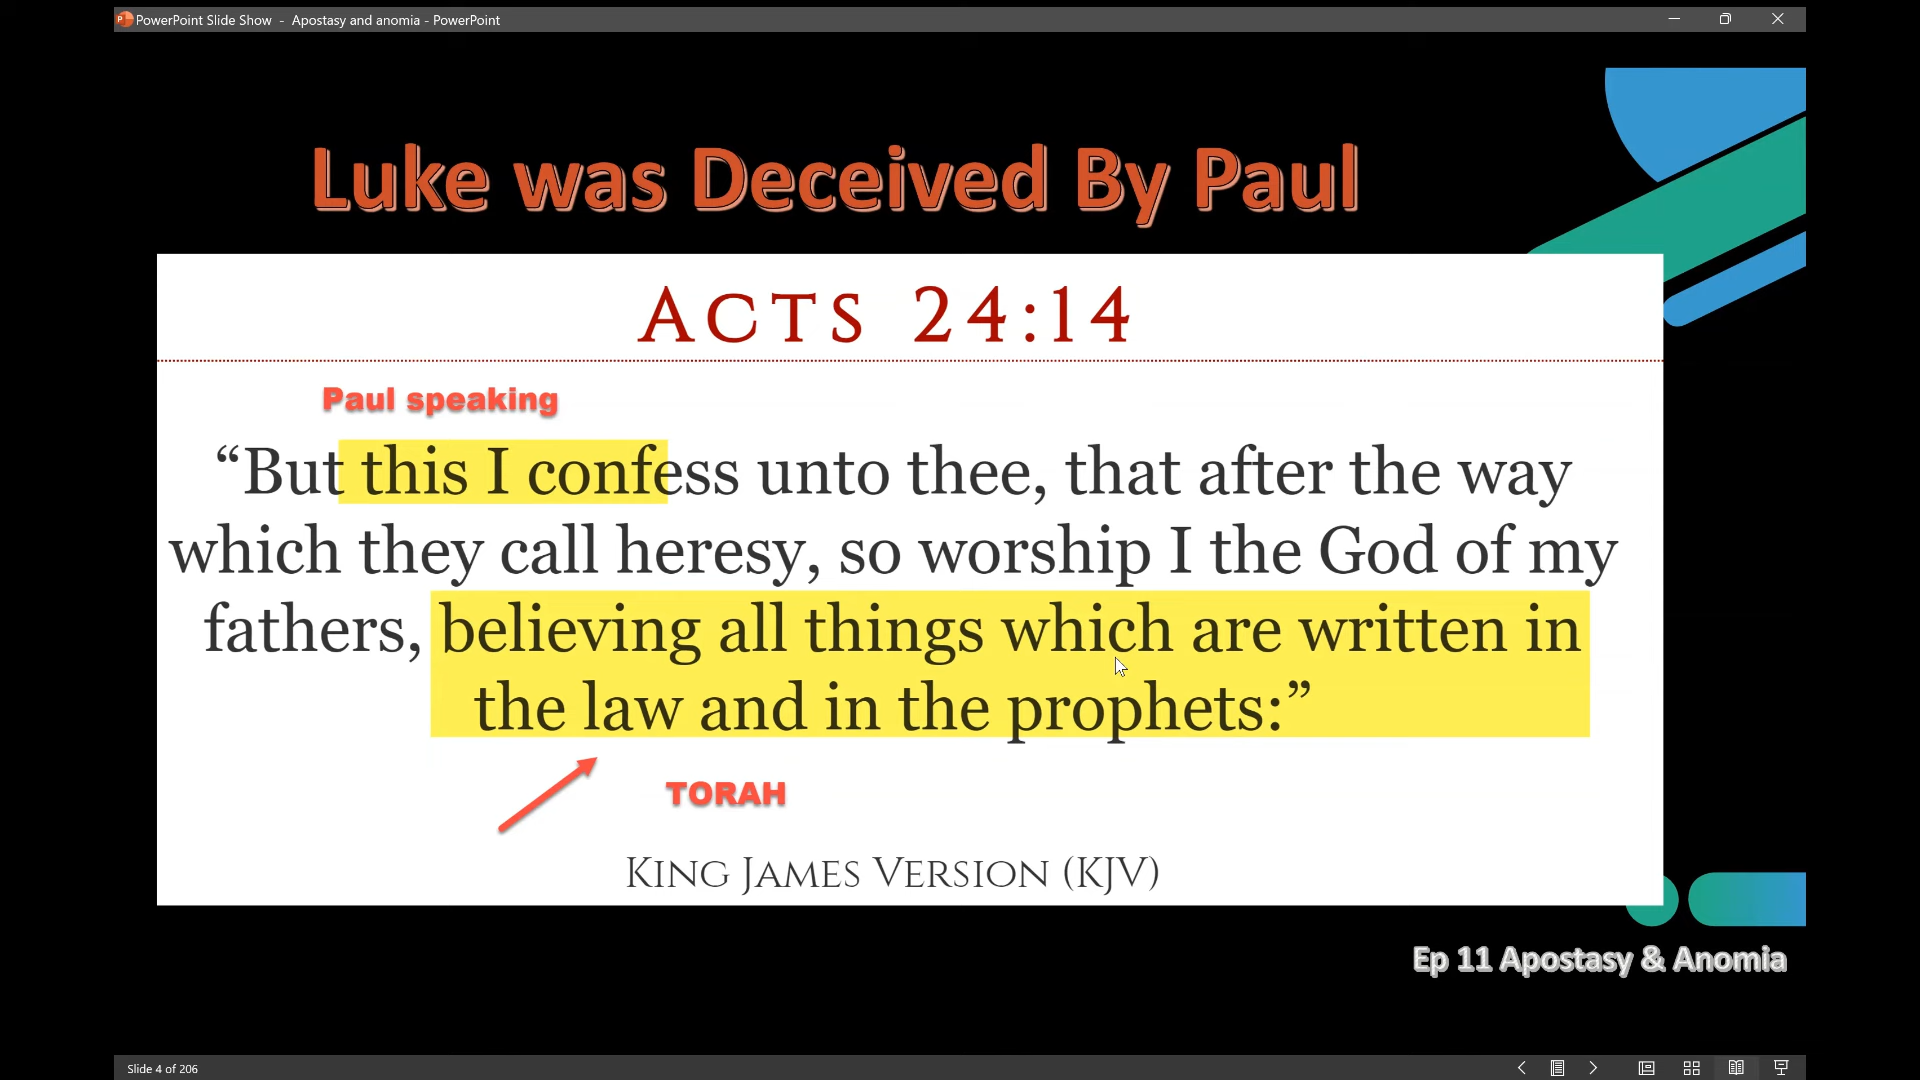 PowerPoint Slide Show - Apostasy and anomia - PowerPoint
Luke was Deceived By Paul
ACTS 24:14
Paul speaking
“But this I confess unto thee, that after the way
which they call heresy, so worship I the God of my
fathers, believing all things which are written in
the law and in the prophets:”
TORAH
KING JAMES VERSION (KJV)
Ep 11 Apostasy & Anomia
Slide 4 of 206